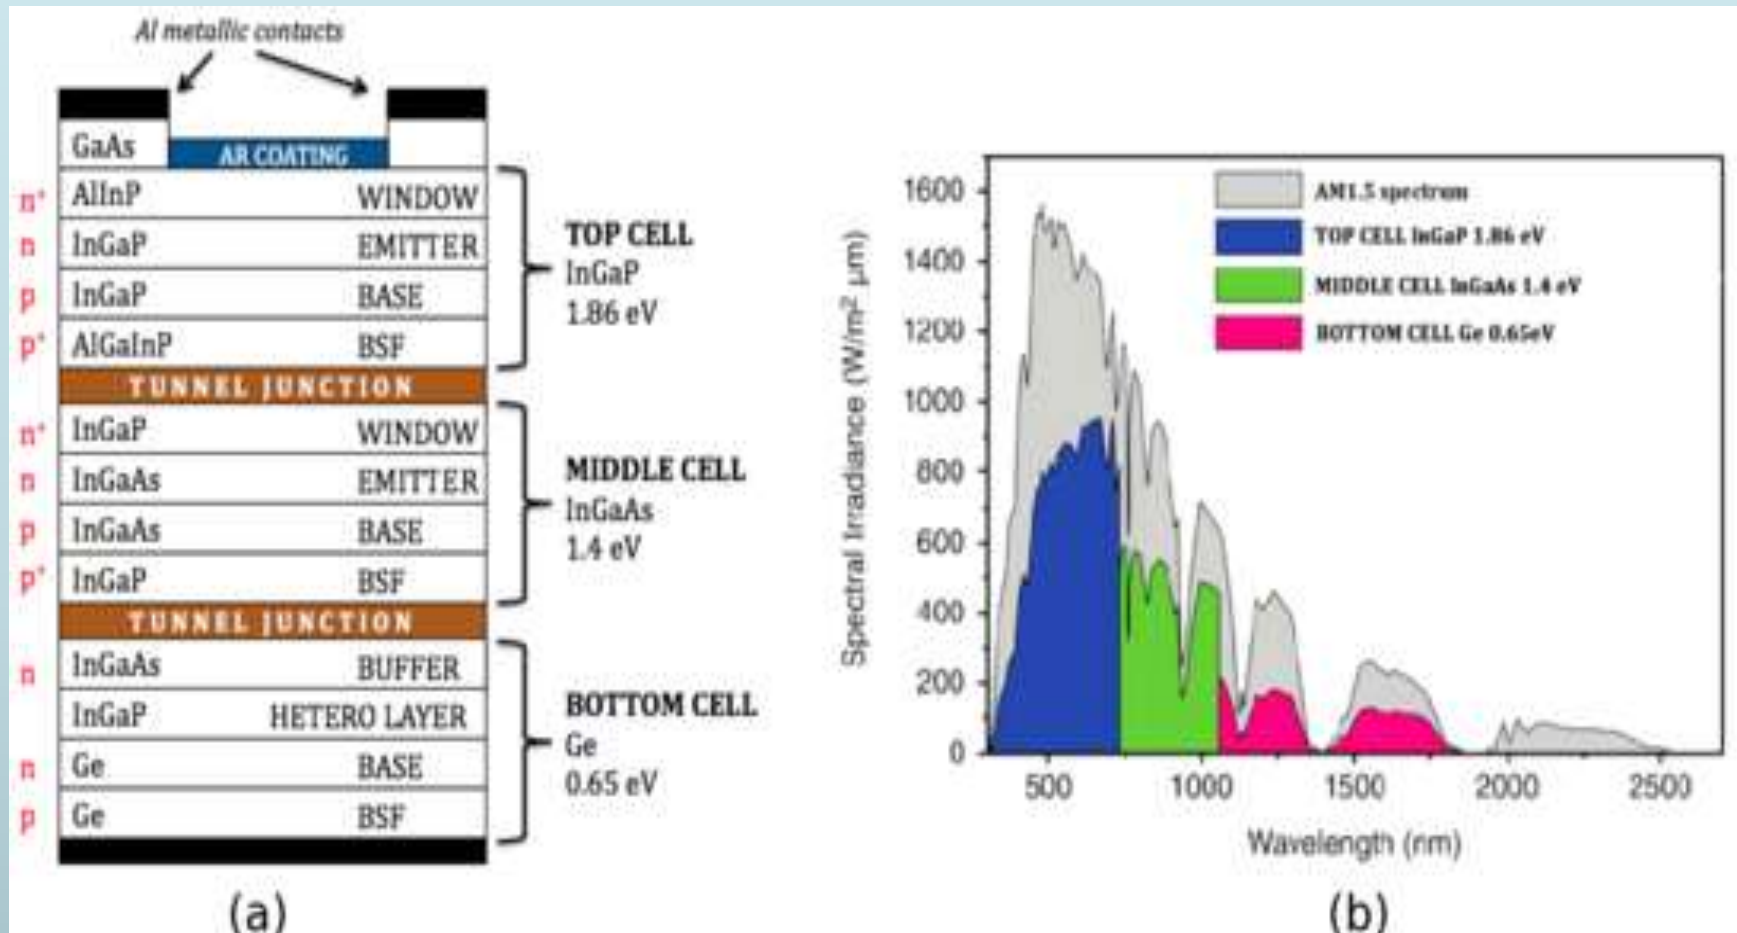 Al metallic contacts
GaAs
AR COATING
n+ AlInP WINDOW
n InGaP EMITTER
p InGaP BASE
p+ AlGaInP BSF
TUNNEL JUNCTION
n+ InGaP WINDOW
n InGaAs EMITTER
p InGaAs BASE
p+ InGaP BSF
TUNNEL JUNCTION
n InGaAs BUFFER
InGaP HETERO LAYER
n Ge BASE
p Ge BSF
TOP CELL
InGaP
1.86 eV
MIDDLE CELL
InGaAs
1.4 eV
BOTTOM CELL
Ge
0.65 eV
(a)
AM1.5 spectrum
TOP CELL InGaP 1.86 eV
MIDDLE CELL InGaAs 1.4 eV
BOTTOM CELL Ge 0.65eV
Spectral Irradiance (W/m² µm)
1600
1400
1200
1000
800
600
400
200
0
500 1000 1500 2000 2500
Wavelength (nm)
(b)